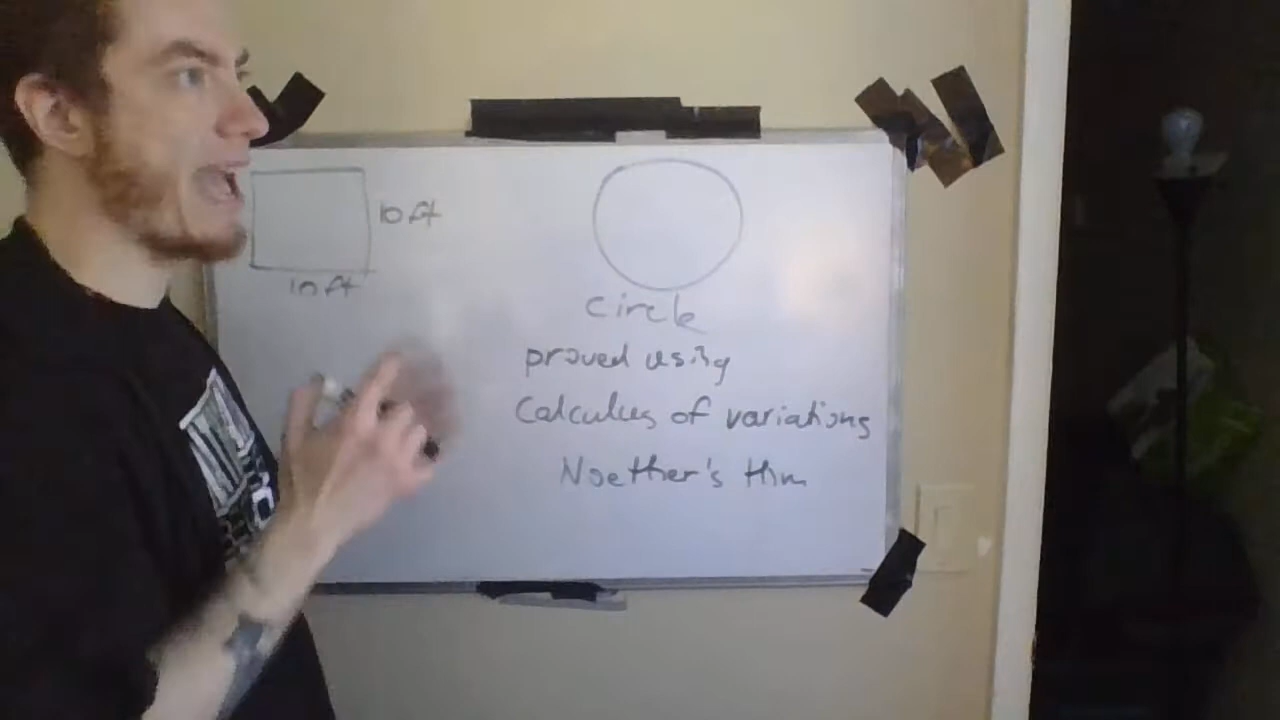 10 ft
10 ft
Circle
proved using
Calculus of variations
Noether's thm